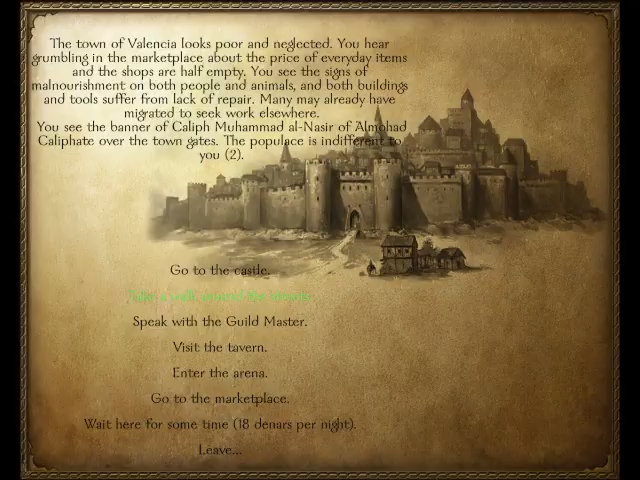 The town of Valencia looks poor and neglected. You hear
grumbling in the marketplace about the price of everyday items
and the shops are half empty. You see the signs of
malnourishment on both people and animals, and both buildings
and tools suffer from lack of repair. Many may already have
migrated to seek work elsewhere.
You see the banner of Caliph Muhammad al-Nasir of Almohad
Caliphate over the town gates. The populace is indifferent to
you (2).
Go to the castle.
Take a walk around the streets.
Speak with the Guild Master.
Visit the tavern.
Enter the arena.
Go to the marketplace.
Wait here for some time (18 denars per night).
Leave...